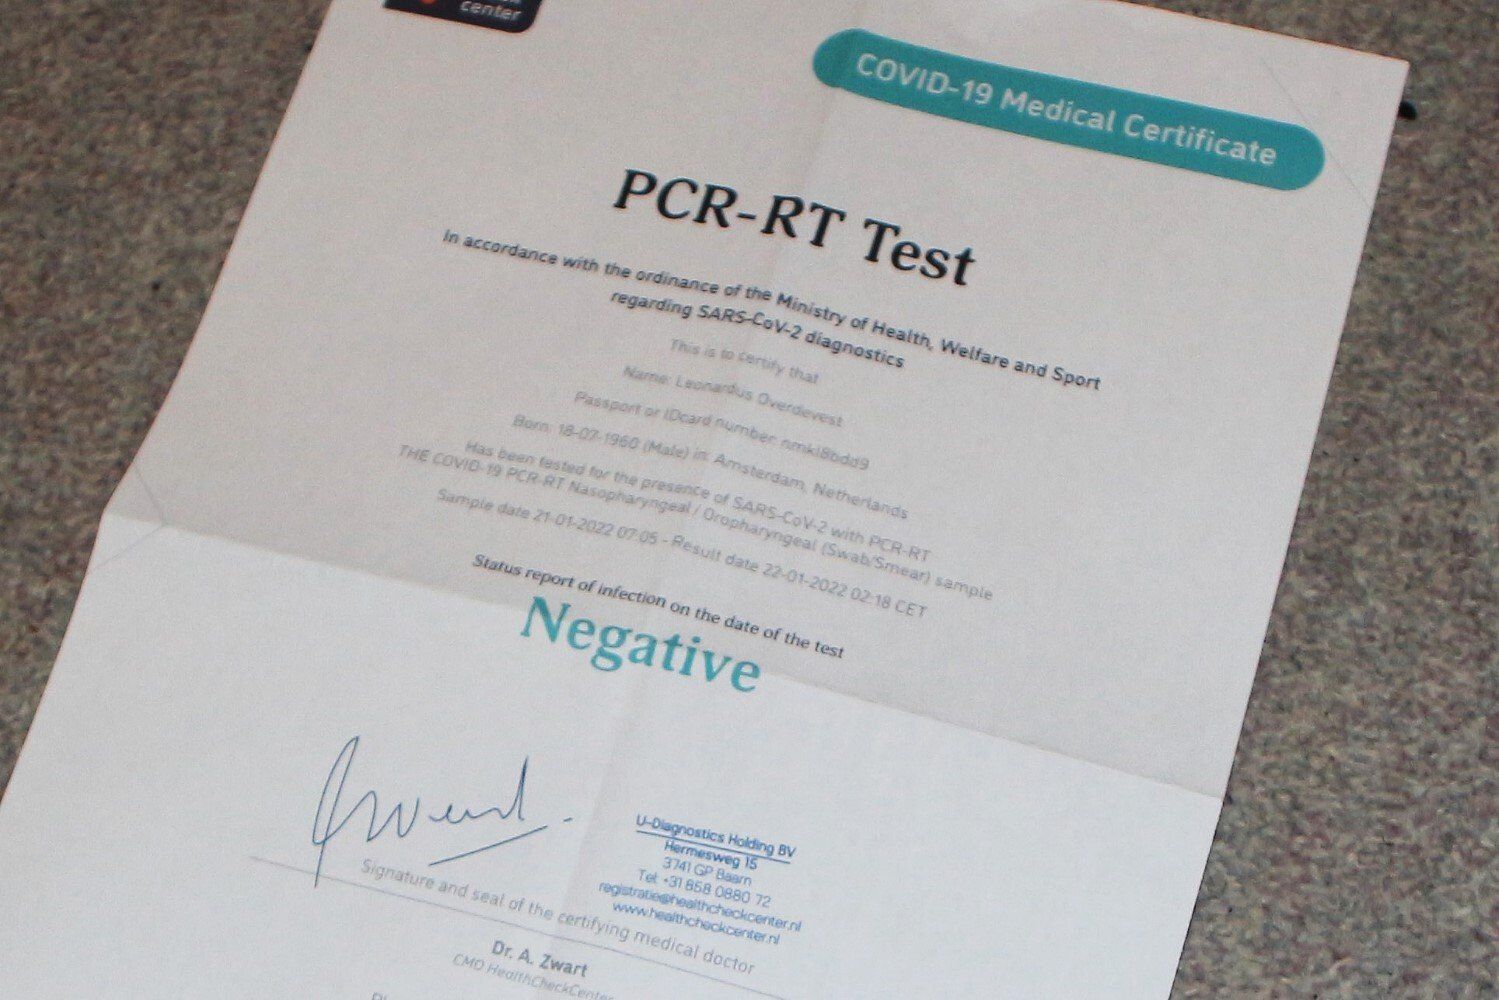 center
COVID-19 Medical Certificate
PCR-RT Test
In accordance with the ordinance of the Ministry of Health, Welfare and Sport
regarding SARS-CoV-2 diagnostics
This is to certify that
Name: Leonardus Overdevest
Passport or IDcard number: nmkl8bdd9
Born: 18-07-1960 (Male) in: Amsterdam, Netherlands
Has been tested for the presence of SARS-CoV-2 with PCR-RT
THE COVID-19 PCR-RT Nasopharyngeal / Oropharyngeal (Swab/Smear) sample
Sample date 21-01-2022 07:05 - Result date 22-01-2022 02:18 CET
Status report of infection on the date of the test
Negative
U-Diagnostics Holding BV
Hermesweg 15
3741 GP Baarn
Tel: +31 858 0880 72
registratie@healthcheckcenter.nl
www.healthcheckcenter.nl
Signature and seal of the certifying medical doctor
Dr. A. Zwart
CMO HealthCheckCenter